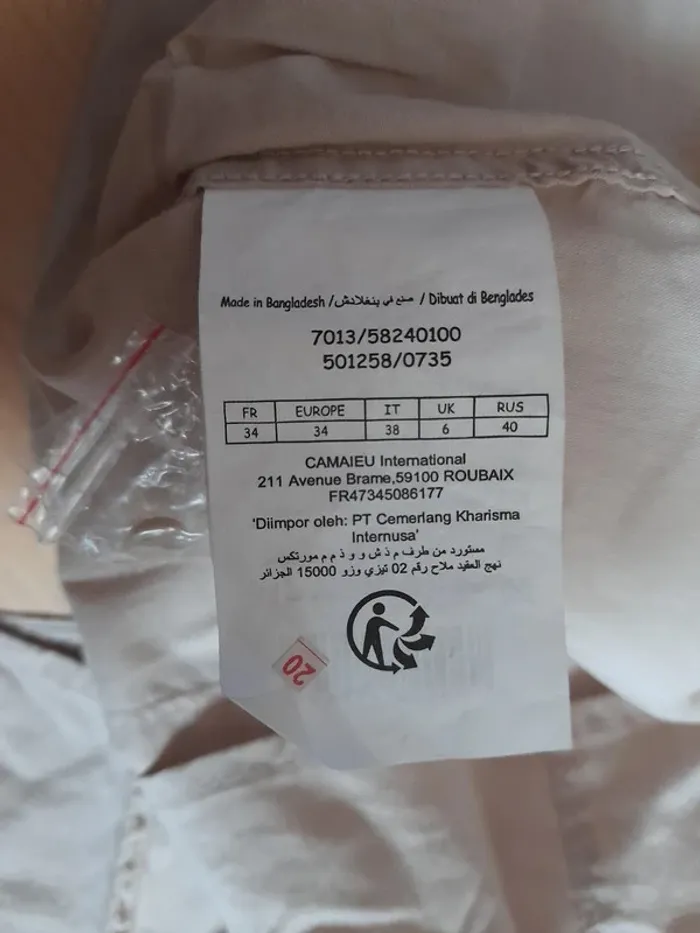 Made in Bangladesh /صنع في بنغلادش / Dibuat di Benglades
7013/58240100
501258/0735
FR EUROPE IT UK RUS
34 34 38 6 40
CAMAIEU International
211 Avenue Brame,59100 ROUBAIX
FR47345086177
'Diimpor oleh: PT Cemerlang Kharisma
Internusa'
مستورد من طرف م ذ ش و و ذ م م مورتكس
نهج العقيد ملاح رقم 02 تيزي وزو 15000 الجزائر
20